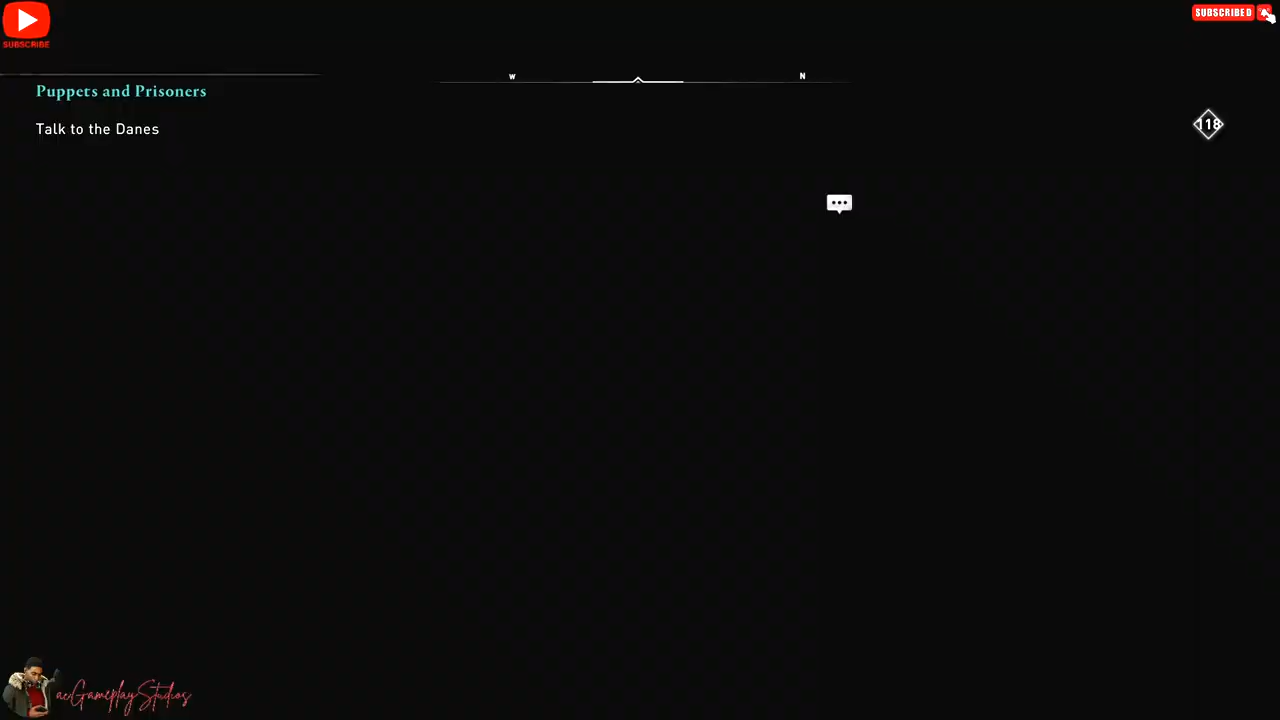 SUBSCRIBE
SUBSCRIBED
W
N
Puppets and Prisoners
Talk to the Danes
118
acGameplayStudios